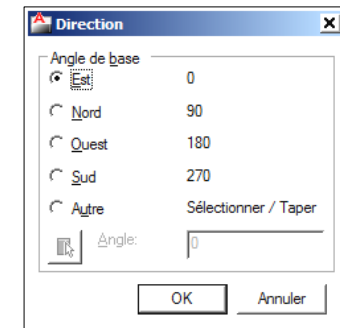 Direction
Angle de base
Est 0
Nord 90
Ouest 180
Sud 270
Autre Sélectionner / Taper
Angle: 0
OK Annuler